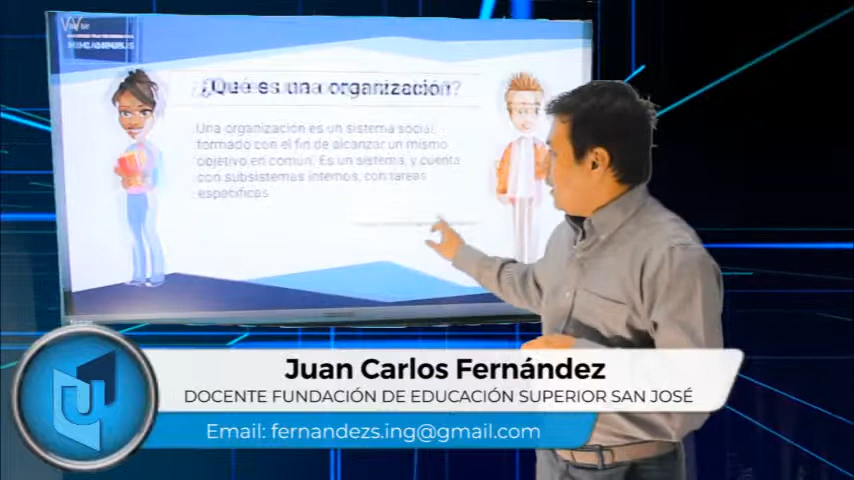 ¿Qué es una organización?
Una organización es un sistema social,
formado con el fin de alcanzar un mismo
objetivo en común. Es un sistema, y cuenta
con subsistemas internos, con tareas
específicas.
Juan Carlos Fernández
DOCENTE FUNDACIÓN DE EDUCACIÓN SUPERIOR SAN JOSÉ
Email: fernandezs.ing@gmail.com